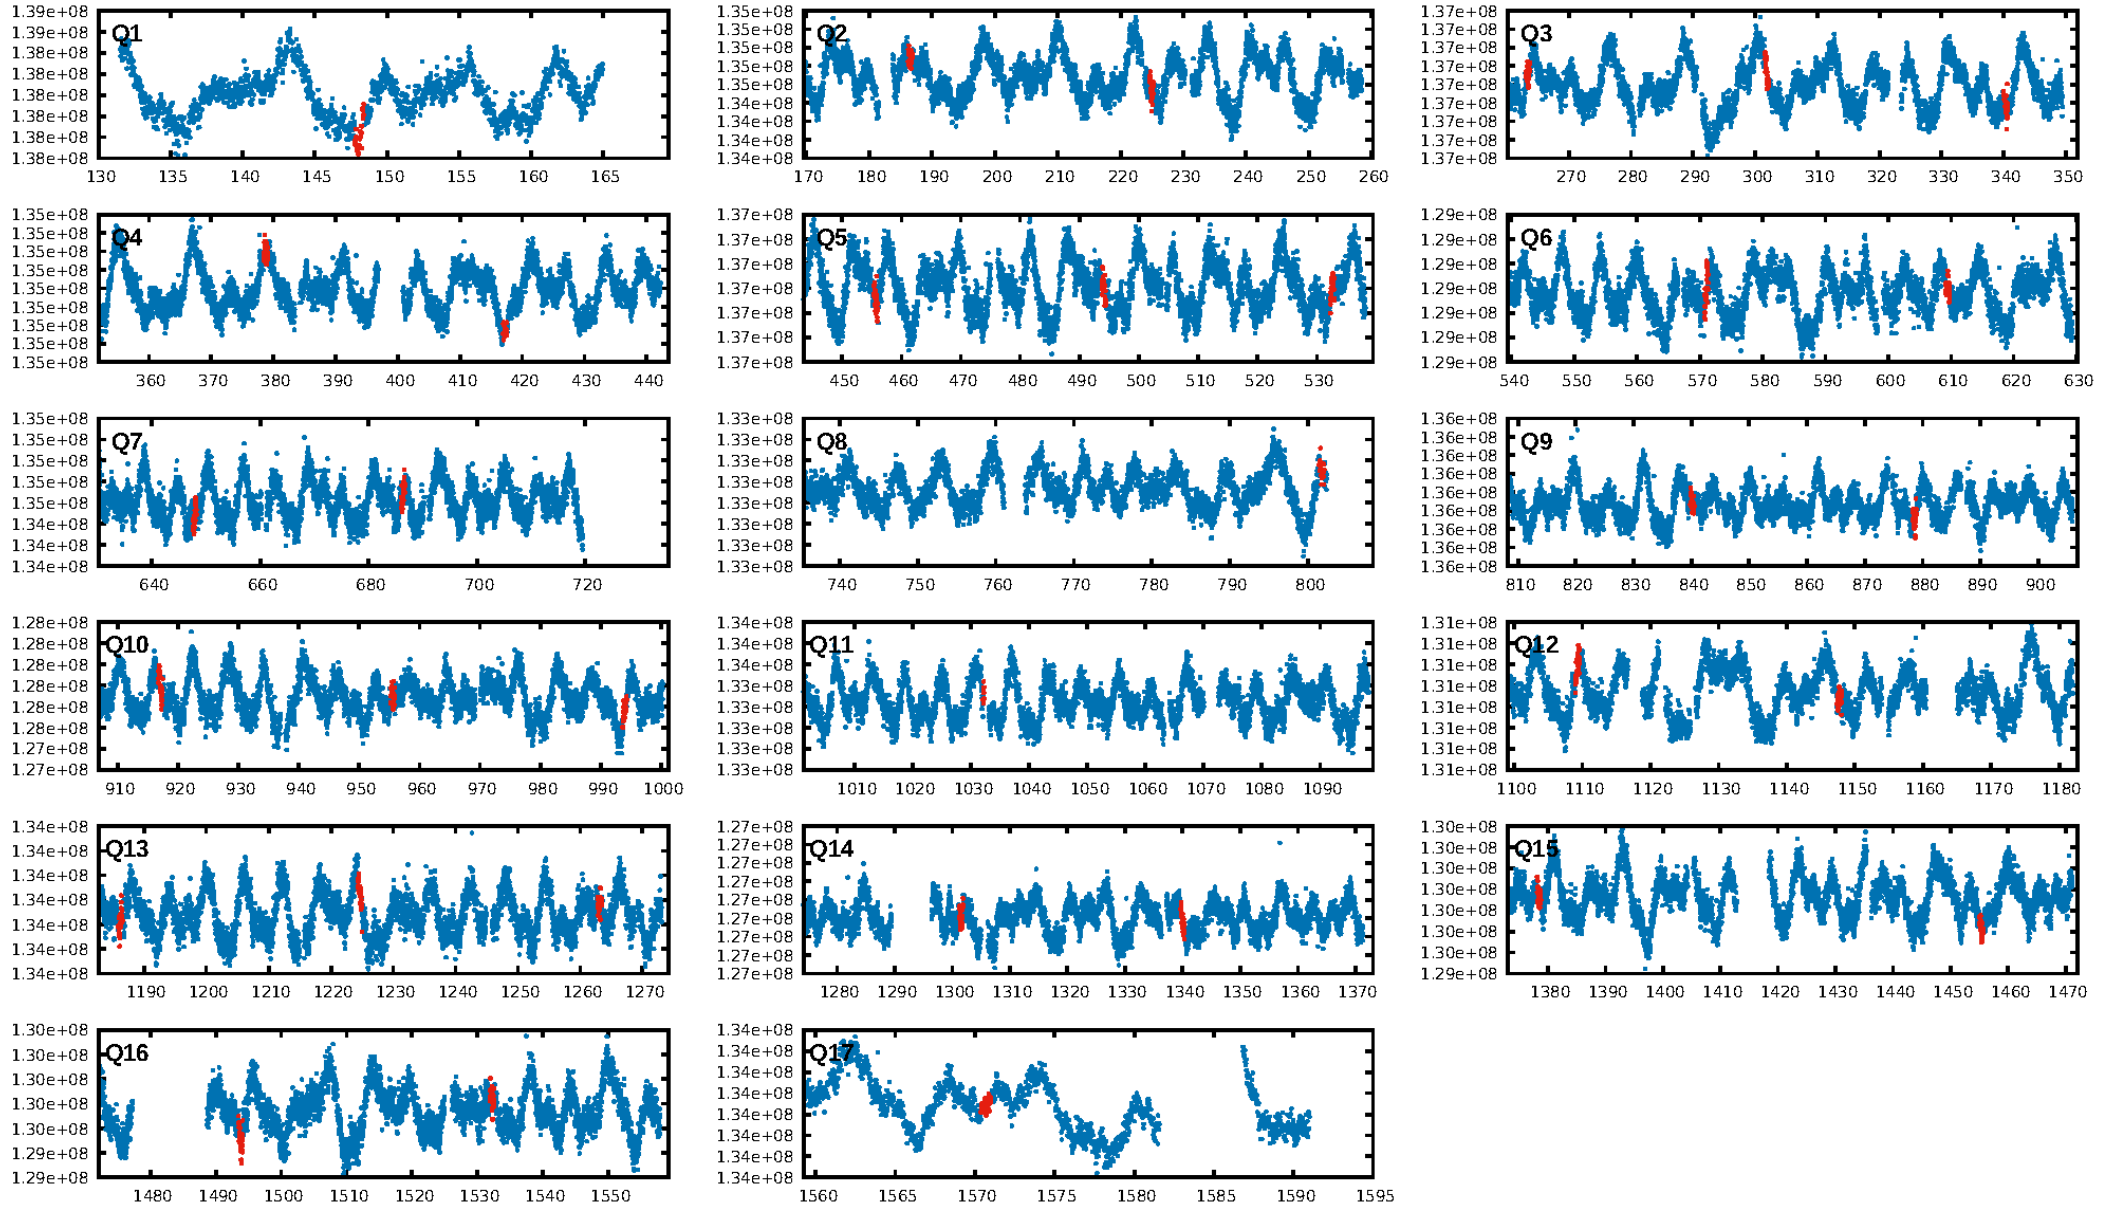 1.39e+08
1.39e+08
1.38e+08
1.38e+08
1.38e+08
1.38e+08
1.38e+08
1.38e+08
Q1
130 135 140 145 150 155 160 165
1.35e+08
1.35e+08
1.35e+08
1.35e+08
1.35e+08
1.34e+08
1.34e+08
1.34e+08
1.34e+08
Q2
170 180 190 200 210 220 230 240 250 260
1.37e+08
1.37e+08
1.37e+08
1.37e+08
1.37e+08
1.37e+08
1.37e+08
1.37e+08
1.37e+08
Q3
270 280 290 300 310 320 330 340 350
1.35e+08
1.35e+08
1.35e+08
1.35e+08
1.35e+08
1.35e+08
1.35e+08
1.35e+08
1.35e+08
Q4
360 370 380 390 400 410 420 430 440
1.37e+08
1.37e+08
1.37e+08
1.37e+08
1.37e+08
1.37e+08
1.37e+08
Q5
450 460 470 480 490 500 510 520 530
1.29e+08
1.29e+08
1.29e+08
1.29e+08
1.29e+08
1.29e+08
1.29e+08
Q6
540 550 560 570 580 590 600 610 620 630
1.35e+08
1.35e+08
1.35e+08
1.35e+08
1.35e+08
1.34e+08
1.34e+08
1.34e+08
Q7
640 660 680 700 720
1.33e+08
1.33e+08
1.33e+08
1.33e+08
1.33e+08
1.33e+08
1.33e+08
1.33e+08
Q8
740 750 760 770 780 790 800
1.36e+08
1.36e+08
1.36e+08
1.36e+08
1.36e+08
1.36e+08
1.36e+08
1.36e+08
1.36e+08
Q9
810 820 830 840 850 860 870 880 890 900
1.28e+08
1.28e+08
1.28e+08
1.28e+08
1.28e+08
1.28e+08
1.27e+08
1.27e+08
Q10
910 920 930 940 950 960 970 980 990 1000
1.34e+08
1.34e+08
1.34e+08
1.33e+08
1.33e+08
1.33e+08
1.33e+08
1.33e+08
Q11
1010 1020 1030 1040 1050 1060 1070 1080 1090
1.31e+08
1.31e+08
1.31e+08
1.31e+08
1.31e+08
1.31e+08
1.31e+08
1.31e+08
Q12
1100 1110 1120 1130 1140 1150 1160 1170 1180
1.34e+08
1.34e+08
1.34e+08
1.34e+08
1.34e+08
1.34e+08
1.34e+08
Q13
1190 1200 1210 1220 1230 1240 1250 1260 1270
1.27e+08
1.27e+08
1.27e+08
1.27e+08
1.27e+08
1.27e+08
1.27e+08
1.27e+08
1.27e+08
Q14
1280 1290 1300 1310 1320 1330 1340 1350 1360 1370
1.30e+08
1.30e+08
1.30e+08
1.30e+08
1.30e+08
1.30e+08
1.30e+08
1.29e+08
Q15
1380 1390 1400 1410 1420 1430 1440 1450 1460 1470
1.30e+08
1.30e+08
1.30e+08
1.30e+08
1.30e+08
1.29e+08
1.29e+08
Q16
1480 1490 1500 1510 1520 1530 1540 1550
1.34e+08
1.34e+08
1.34e+08
1.34e+08
1.34e+08
1.34e+08
1.34e+08
1.34e+08
Q17
1560 1565 1570 1575 1580 1585 1590 1595